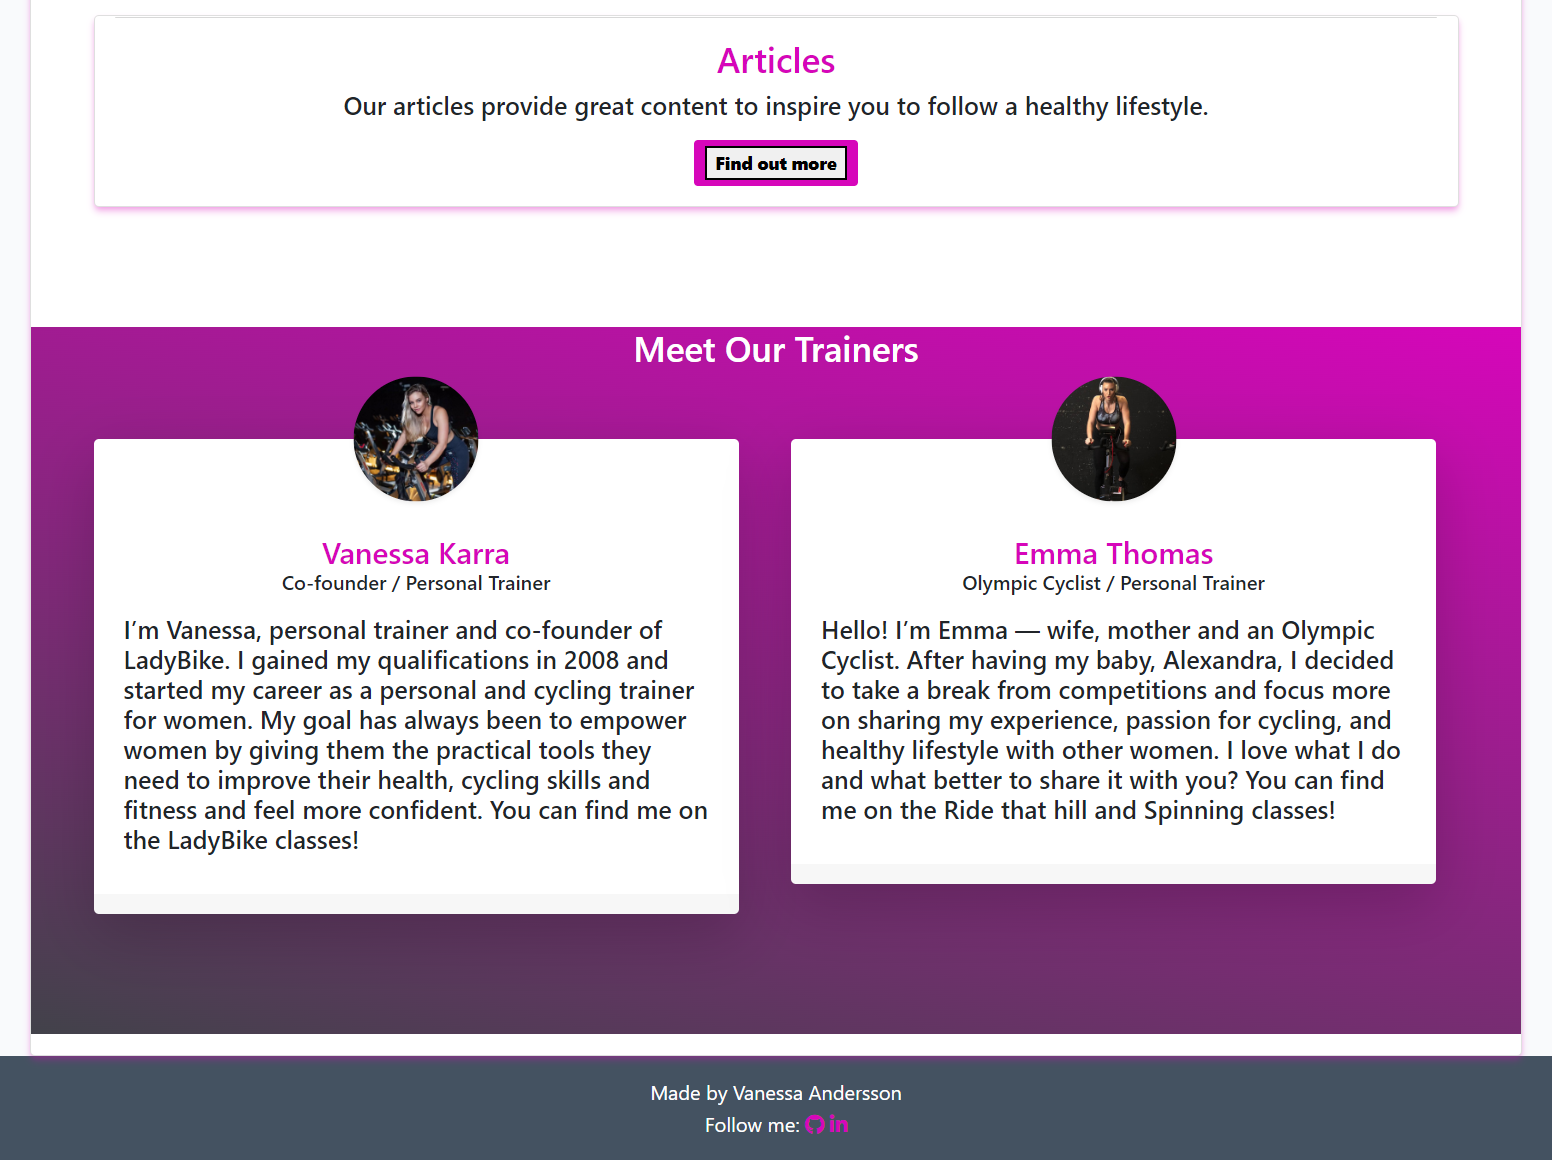 Articles
Our articles provide great content to inspire you to follow a healthy lifestyle.
Find out more
Meet Our Trainers
Vanessa Karra
Co-founder / Personal Trainer
I’m Vanessa, personal trainer and co-founder of
LadyBike. I gained my qualifications in 2008 and
started my career as a personal and cycling trainer
for women. My goal has always been to empower
women by giving them the practical tools they
need to improve their health, cycling skills and
fitness and feel more confident. You can find me on
the LadyBike classes!
Emma Thomas
Olympic Cyclist / Personal Trainer
Hello! I’m Emma — wife, mother and an Olympic
Cyclist. After having my baby, Alexandra, I decided
to take a break from competitions and focus more
on sharing my experience, passion for cycling, and
healthy lifestyle with other women. I love what I do
and what better to share it with you? You can find
me on the Ride that hill and Spinning classes!
Made by Vanessa Andersson
Follow me: